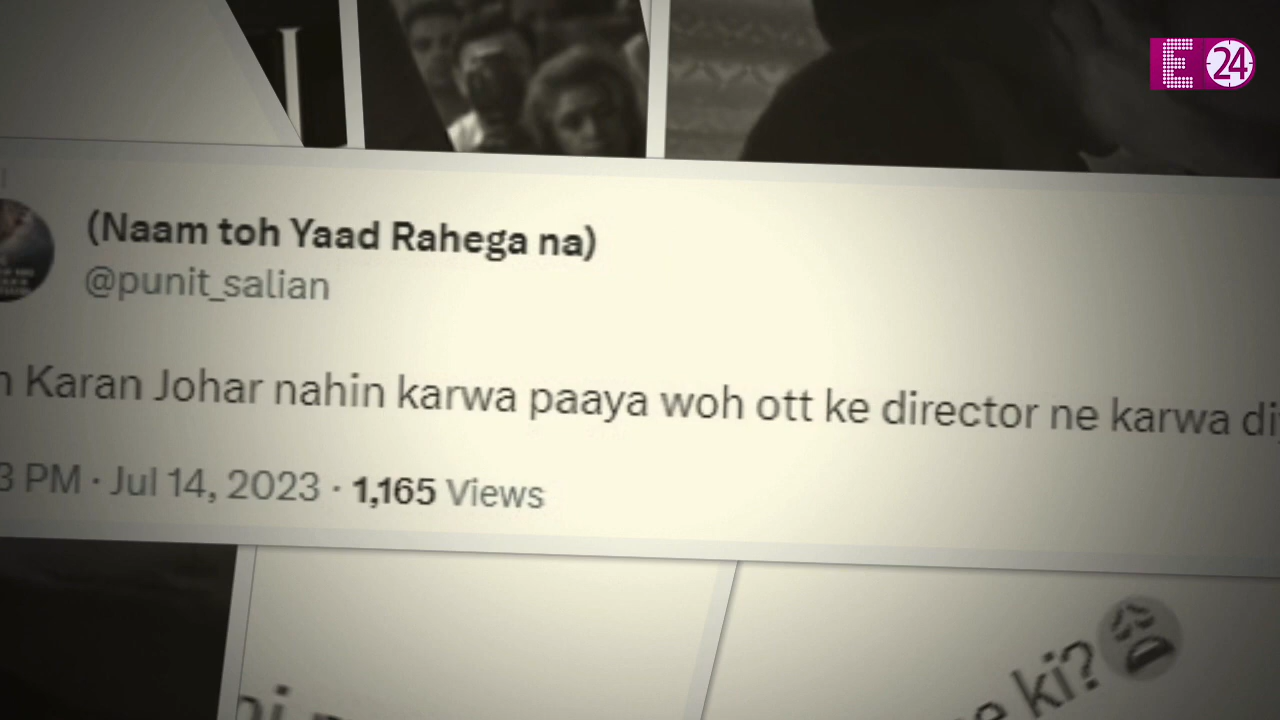 E 24
(Naam toh Yaad Rahega na)
@punit_salian
Karan Johar nahin karwa paaya woh ott ke director ne karwa
PM · Jul 14, 2023 · 1,165 Views
ki?